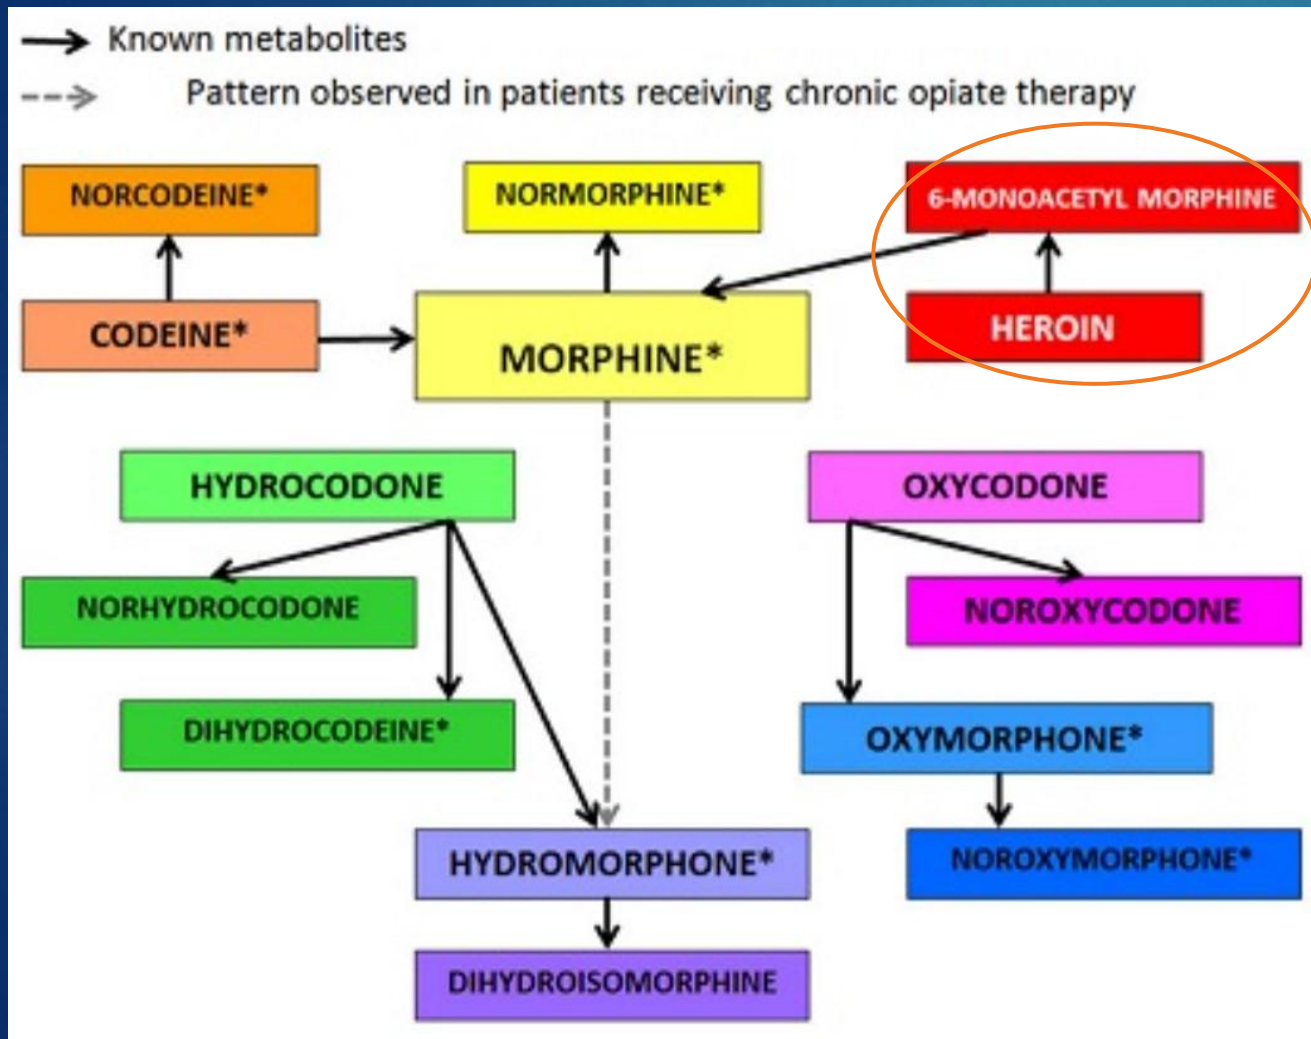 Known metabolites
Pattern observed in patients receiving chronic opiate therapy
NORCODEINE*
NORMORPHINE*
6-MONOACETYL MORPHINE
CODEINE*
MORPHINE*
HEROIN
HYDROCODONE
OXYCODONE
NORHYDROCODONE
NOROXYCODONE
DIHYDROCODEINE*
OXYMORPHONE*
HYDROMORPHONE*
NOROXYMORPHONE*
DIHYDROISOMORPHINE